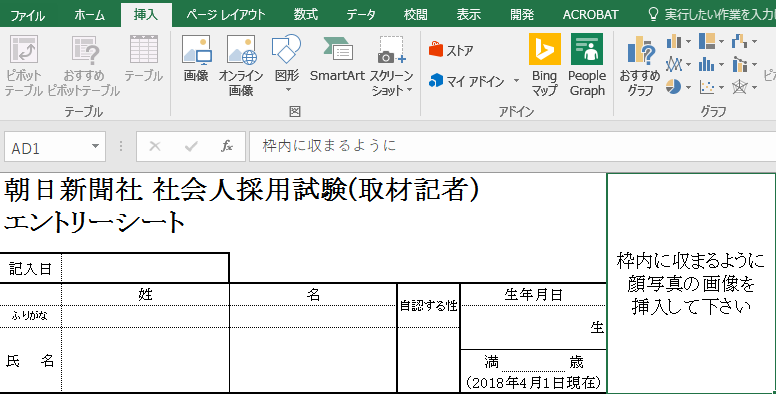 ファイル ホーム 挿入 ページ レイアウト 数式 データ 校閲 表示 開発 ACROBAT 実行したい作業を入力し
ピボット
テーブル
おすすめ
ピボットテーブル
テーブル
テーブル
画像
オンライン
画像
図形
SmartArt
スクリーン
ショット
図
ストア
マイ アドイン
Bing
マップ
People
Graph
アドイン
おすすめ
グラフ
グラフ
AD1 fx 枠内に収まるように
朝日新聞社 社会人採用試験(取材記者)
エントリーシート
枠内に収まるように
顔写真の画像を
挿入して下さい
記入日
姓 名 自認する性 生年月日
ふりがな
生
氏 名
満 歳
(2018年4月1日現在)